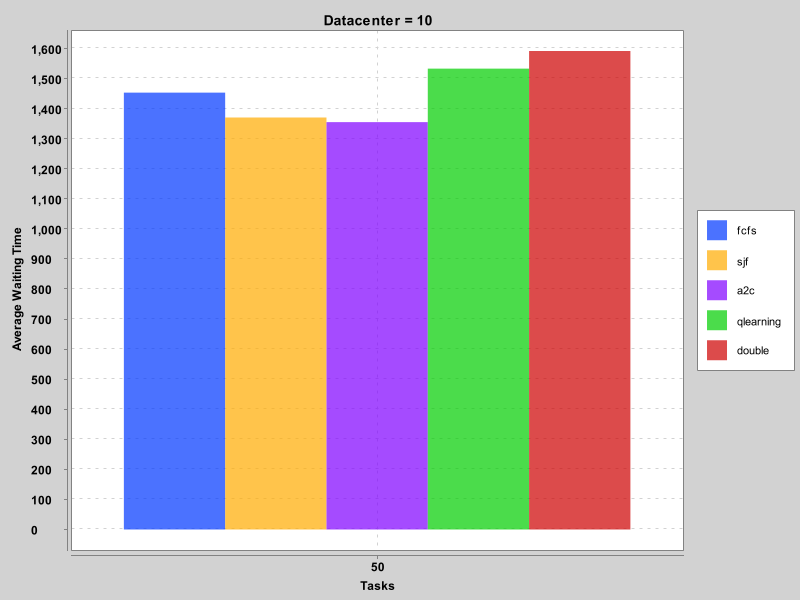 Datacenter = 10
Average Waiting Time
1,600
1,500
1,400
1,300
1,200
1,100
1,000
900
800
700
600
500
400
300
200
100
0
50
Tasks
fcfs
sjf
a2c
qlearning
double